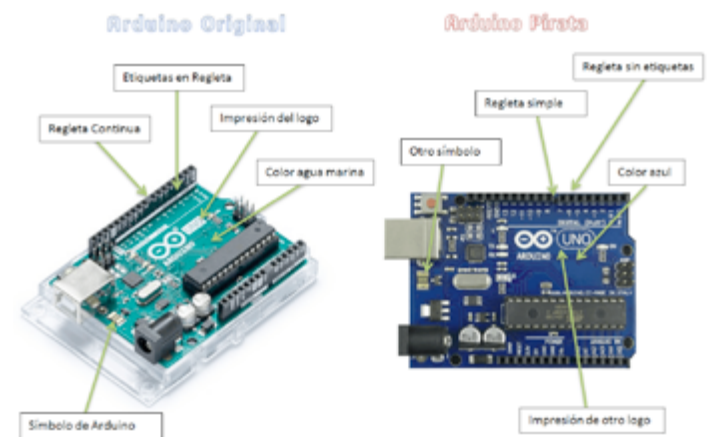 Arduino Original
Arduino Pirata
Etiquetas en Regleta
Regleta sin etiquetas
Regleta simple
Impresión del logo
Regleta Continua
Otro símbolo
Color agua marina
Color azul
UNO
ARDUINO
Símbolo de Arduino
Impresión de otro logo